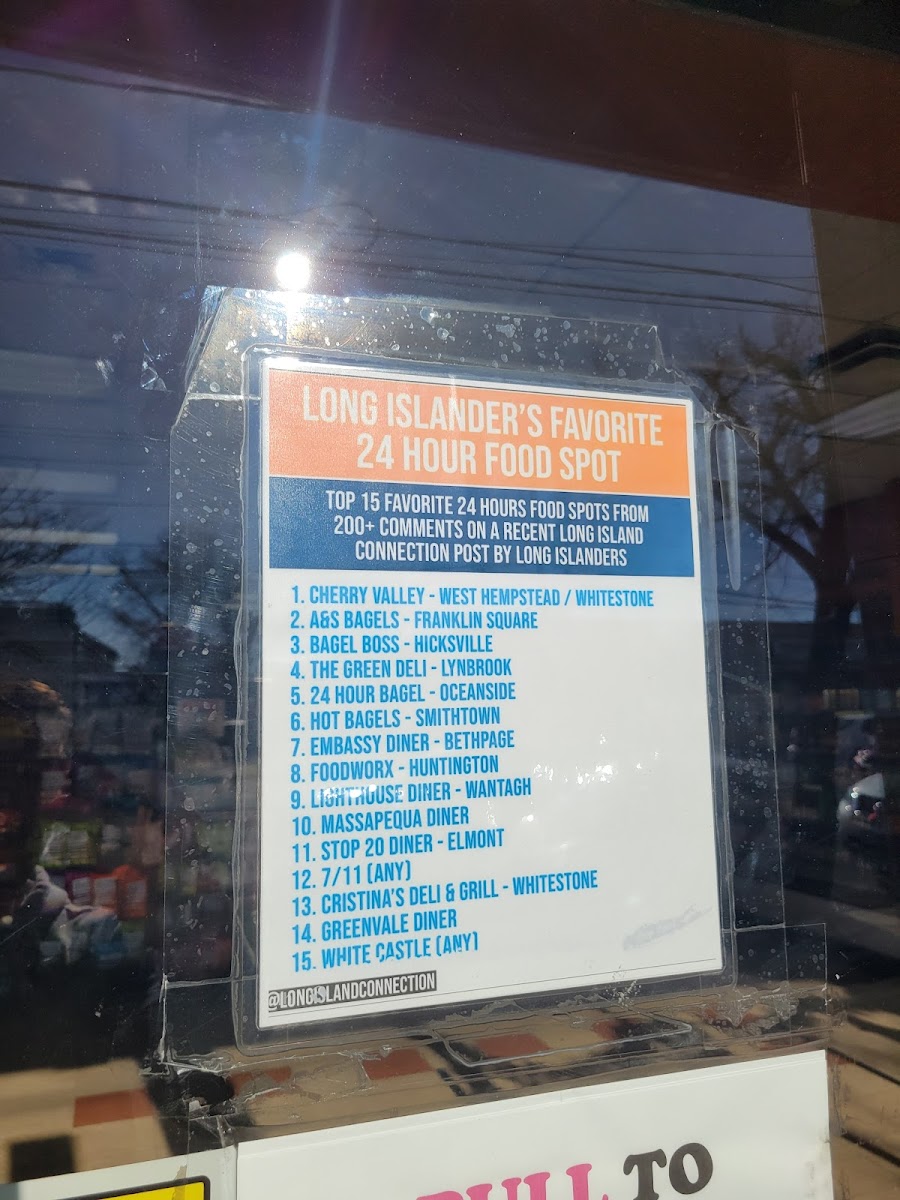 LONG ISLANDER'S FAVORITE
24 HOUR FOOD SPOT
TOP 15 FAVORITE 24 HOURS FOOD SPOTS FROM
200+ COMMENTS ON A RECENT LONG ISLAND
CONNECTION POST BY LONG ISLANDERS
1. CHERRY VALLEY - WEST HEMPSTEAD / WHITESTONE
2. A&S BAGELS - FRANKLIN SQUARE
3. BAGEL BOSS - HICKSVILLE
4. THE GREEN DELI - LYNBROOK
5. 24 HOUR BAGEL - OCEANSIDE
6. HOT BAGELS - SMITHTOWN
7. EMBASSY DINER - BETHPAGE
8. FOODWORX - HUNTINGTON
9. LIGHTHOUSE DINER - WANTAGH
10. MASSAPEQUA DINER
11. STOP 20 DINER - ELMONT
12. 7/11 (ANY)
13. CRISTINA'S DELI & GRILL - WHITESTONE
14. GREENVALE DINER
15. WHITE CASTLE (ANY)
@LONGISLANDCONNECTION
PULL TO